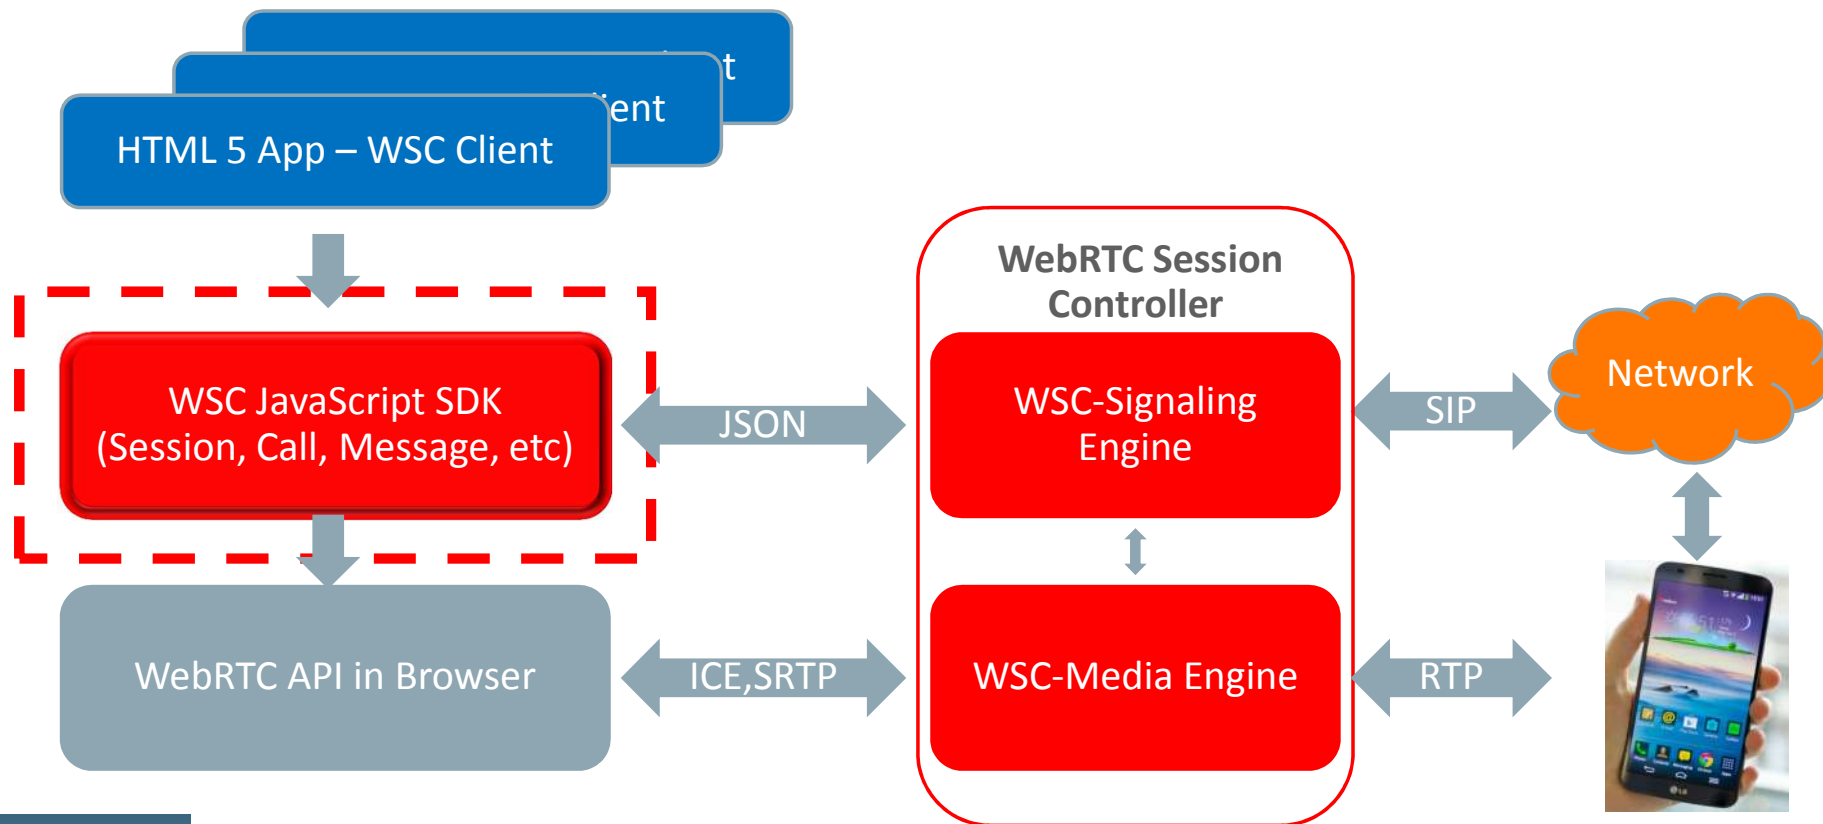 HTML 5 App – WSC Client
WebRTC Session
Controller
WSC JavaScript SDK
(Session, Call, Message, etc)
JSON
WSC-Signaling
Engine
SIP
Network
WebRTC API in Browser
ICE,SRTP
WSC-Media Engine
RTP
LG